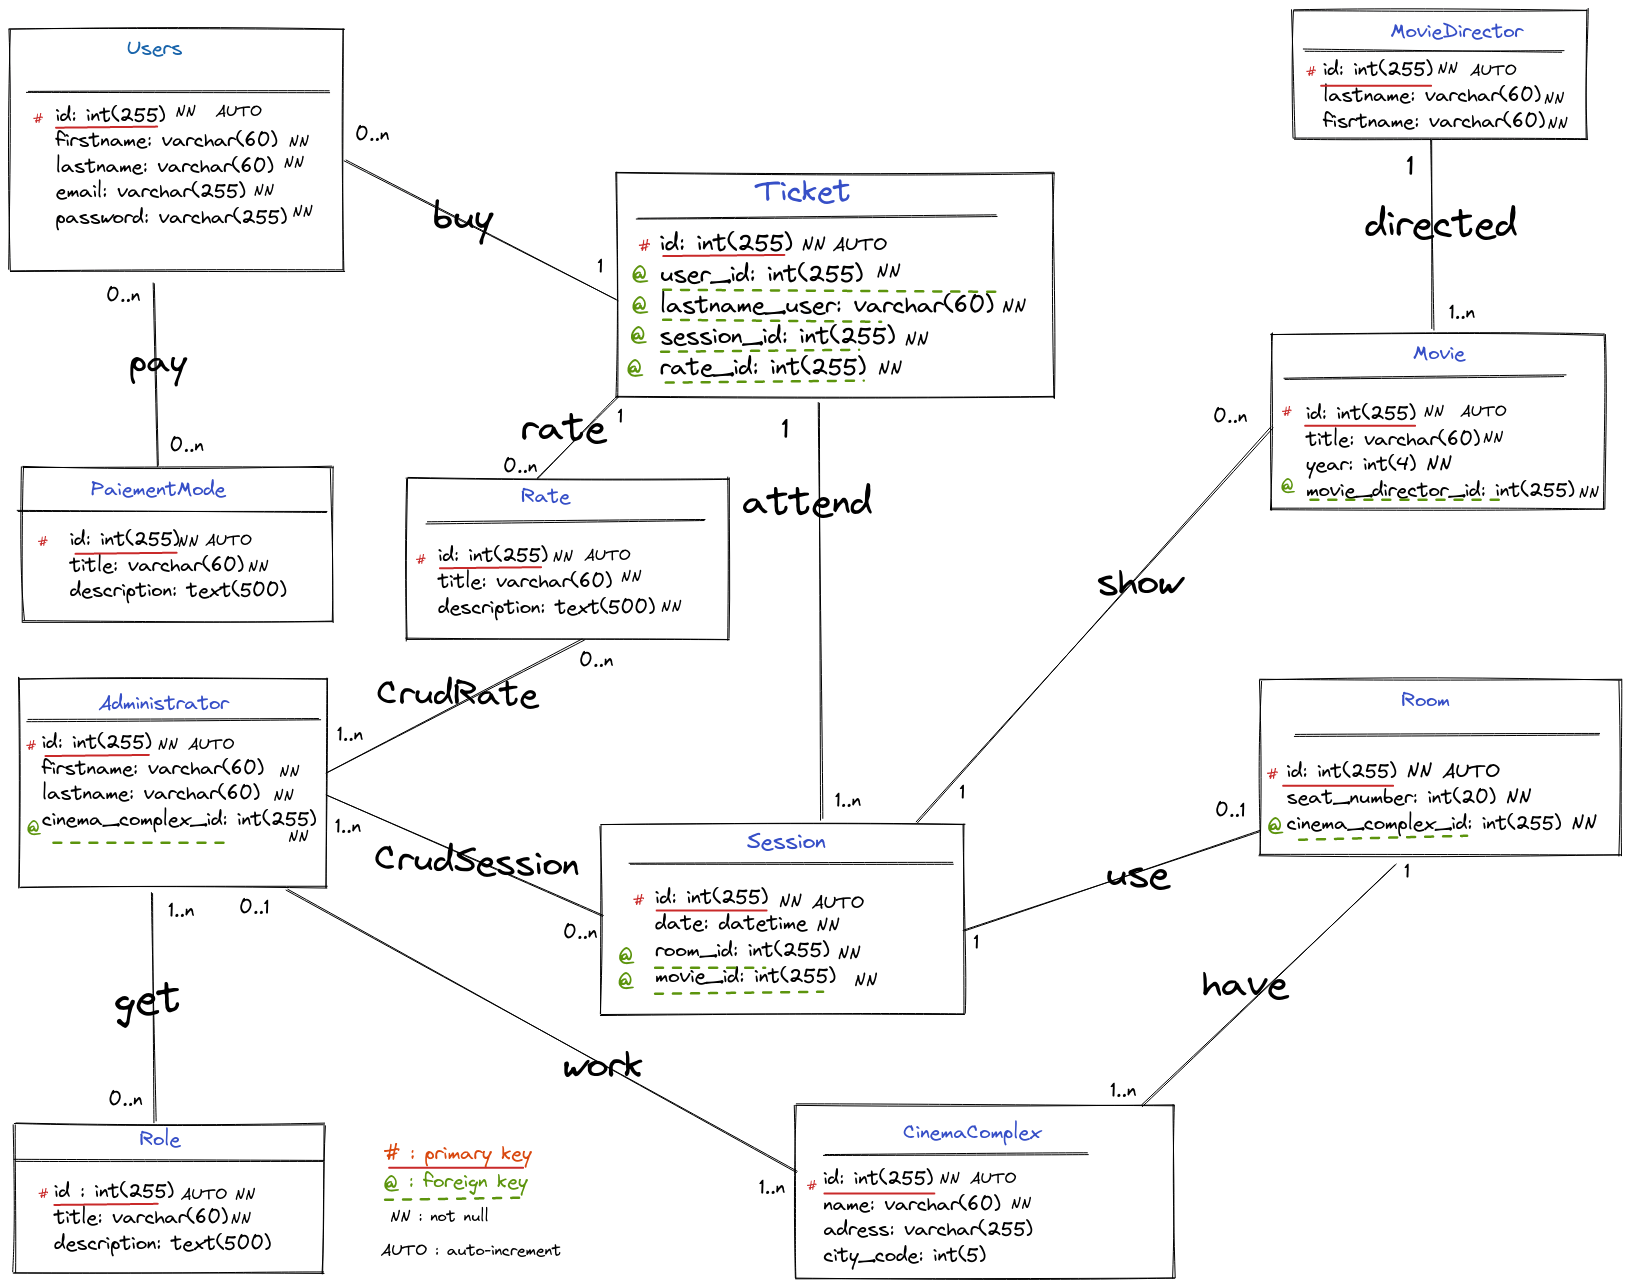 Users
# id: int(255) NN AUTO
firstname: varchar(60) NN
lastname: varchar(60) NN
email: varchar(255) NN
password: varchar(255) NN
0..n
buy
1
0..n
pay
0..n
Ticket
# id: int(255) NN AUTO
@ user_id: int(255) NN
@ lastname_user: varchar(60) NN
@ session_id: int(255) NN
@ rate_id: int(255) NN
1
rate
0..n
1
attend
1..n
MovieDirector
# id: int(255) NN AUTO
lastname: varchar(60) NN
fisrtname: varchar(60) NN
1
directed
1..n
Movie
# id: int(255) NN AUTO
title: varchar(60) NN
year: int(4) NN
@ movie_director_id: int(255) NN
0..n
show
1
PaiementMode
# id: int(255) NN AUTO
title: varchar(60) NN
description: text(500)
Rate
# id: int(255) NN AUTO
title: varchar(60) NN
description: text(500) NN
0..n
CrudRate
1..n
Administrator
# id: int(255) NN AUTO
firstname: varchar(60) NN
lastname: varchar(60) NN
@ cinema_complex_id: int(255)
NN
1..n
CrudSession
0..n
Session
# id: int(255) NN AUTO
date: datetime NN
@ room_id: int(255) NN
@ movie_id: int(255) NN
Room
# id: int(255) NN AUTO
seat_number: int(20) NN
@ cinema_complex_id: int(255) NN
0..1
use
1
1
have
1..n
1..n
get
0..n
0..1
work
1..n
Role
# id : int(255) AUTO NN
title: varchar(60) NN
description: text(500)
# : primary key
@ : foreign key
NN : not null
AUTO : auto-increment
CinemaComplex
# id: int(255) NN AUTO
name: varchar(60) NN
adress: varchar(255)
city_code: int(5)